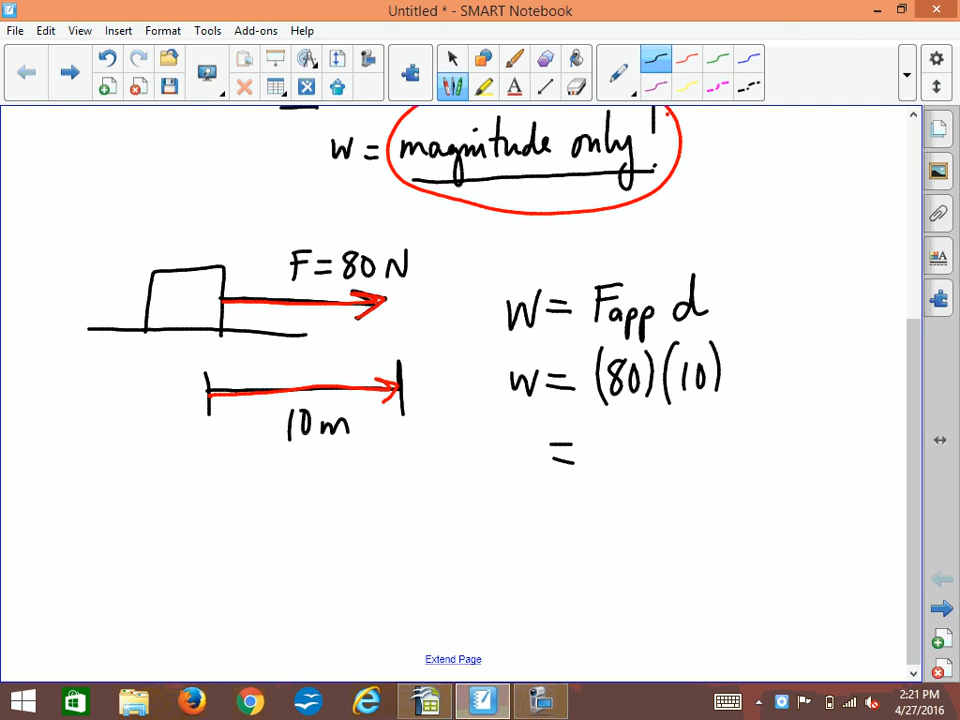 Untitled * - SMART Notebook
File Edit View Insert Format Tools Add-ons Help
w = magnitude only!
F = 80 N
W = Fapp d
w = (80)(10)
10 m
=
Extend Page
2:21 PM
4/27/2016